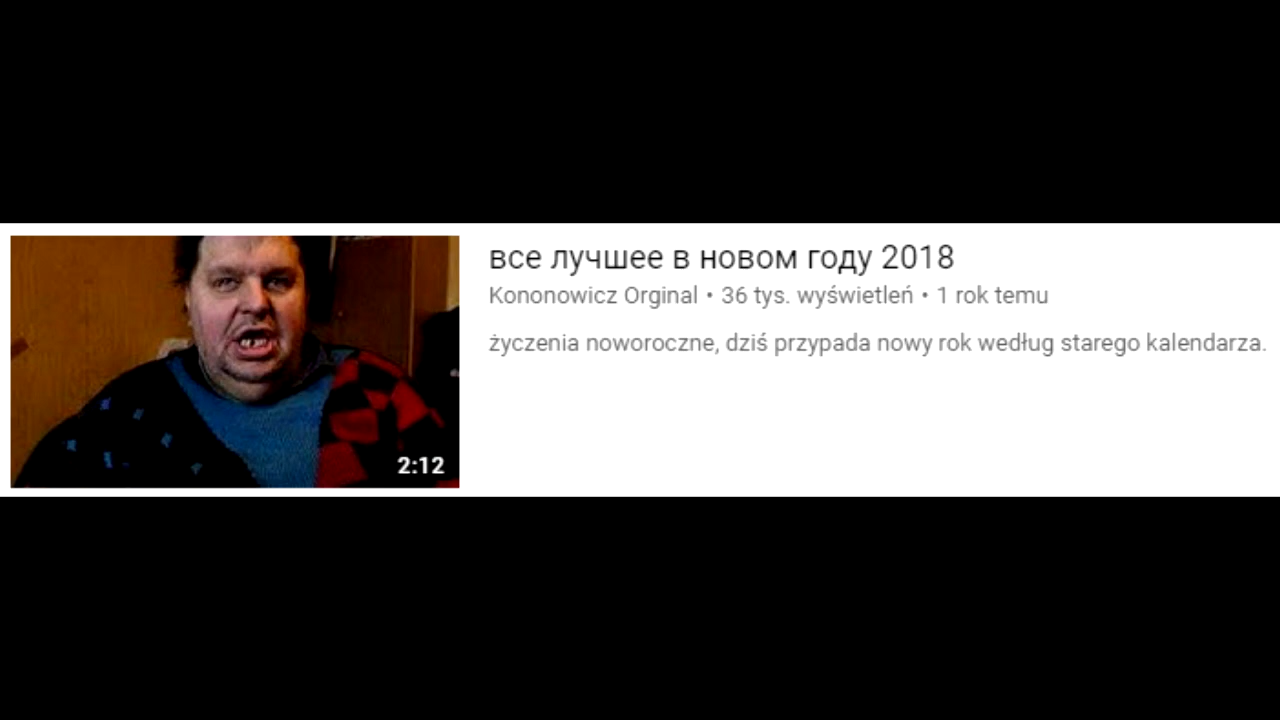 все лучшее в новом году 2018
Kononowicz Orginal • 36 tys. wyświetleń • 1 rok temu
życzenia noworoczne, dziś przypada nowy rok według starego kalendarza.
2:12